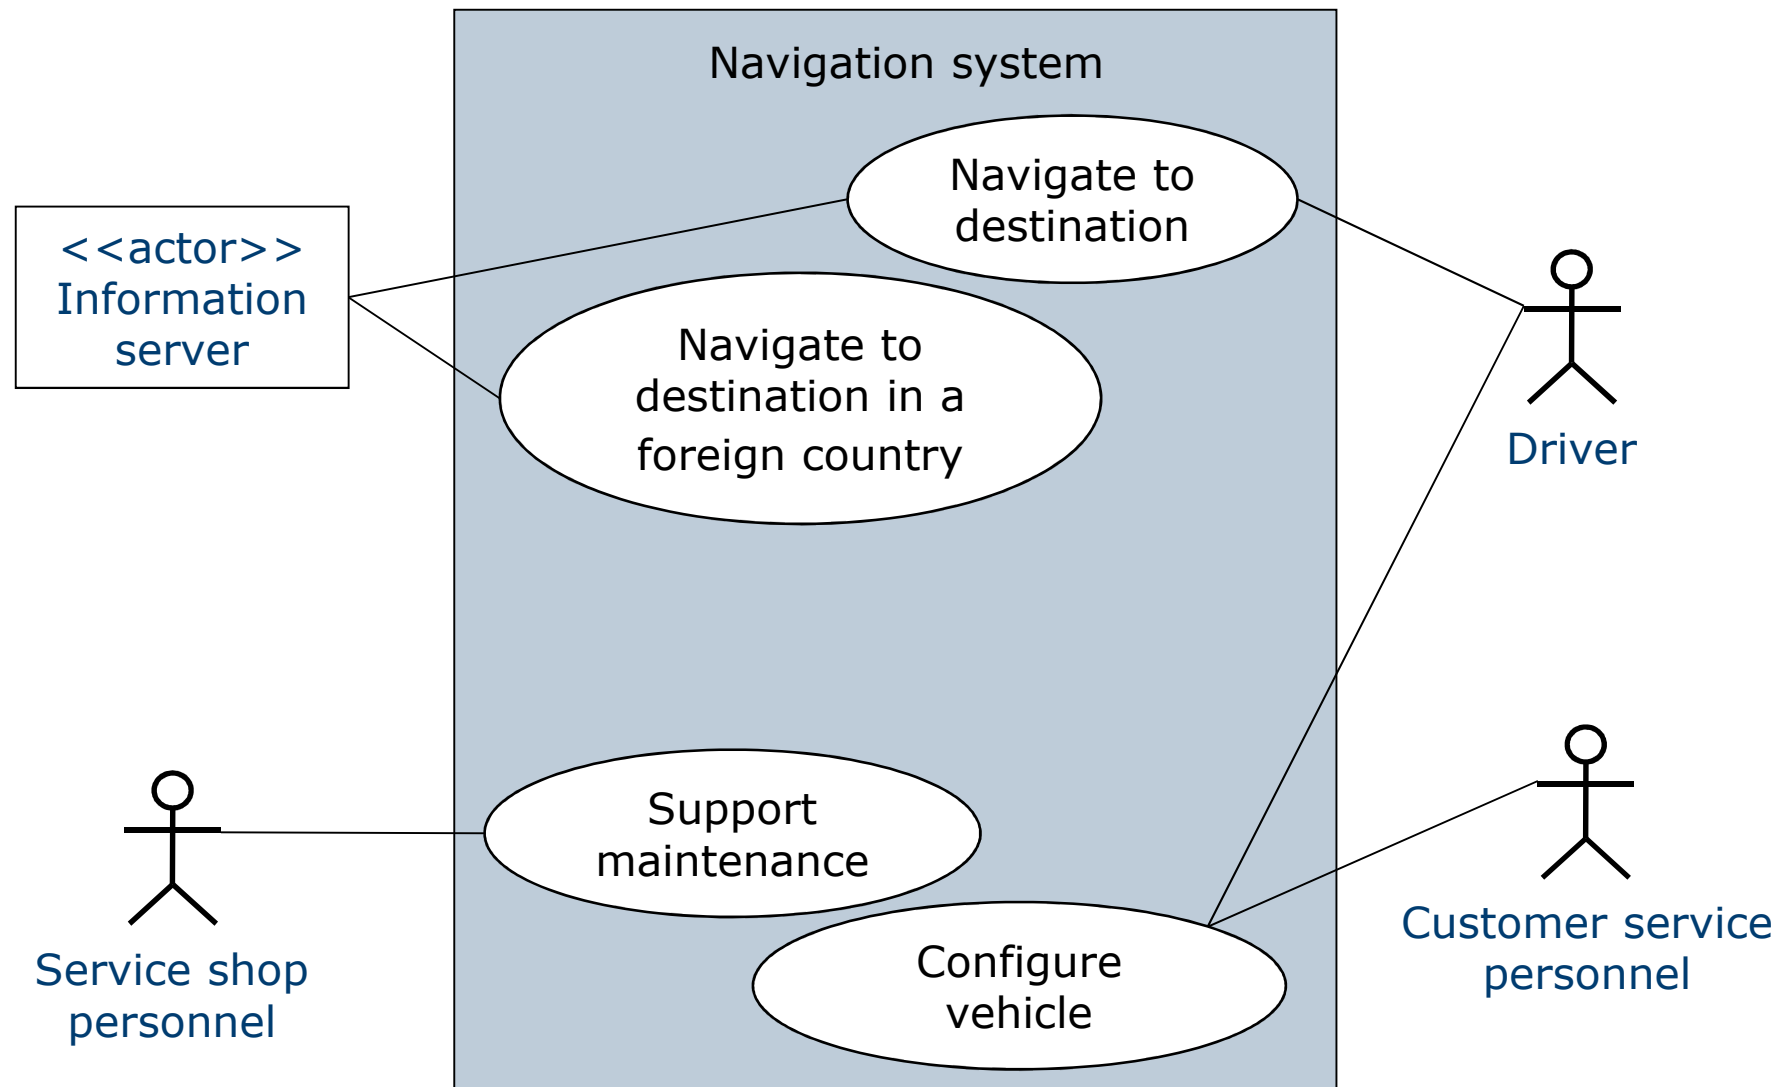 Navigation system
Navigate to
destination
<<actor>>
Information
server
Navigate to
destination in a
foreign country
Driver
Support
maintenance
Customer service
personnel
Configure
vehicle
Service shop
personnel